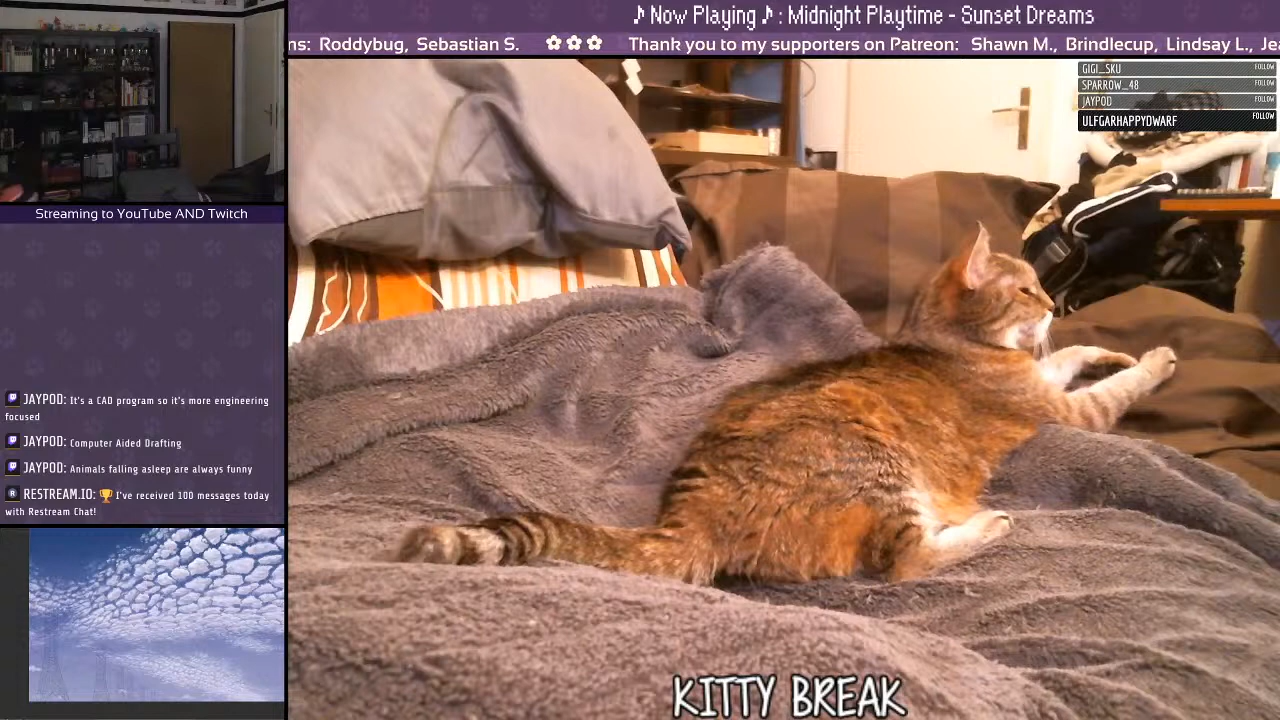 ♪ Now Playing ♪ : Midnight Playtime - Sunset Dreams
ns: Roddybug, Sebastian S. ✿ ✿ ✿ Thank you to my supporters on Patreon: Shawn M., Brindlecup, Lindsay L., Je
GIGI_SKU FOLLOW
SPARROW_48 FOLLOW
JAYPOD FOLLOW
ULFGARHAPPYDWARF FOLLOW
Streaming to YouTube AND Twitch
JAYPOD: It's a CAD program so it's more engineering
focused
JAYPOD: Computer Aided Drafting
JAYPOD: Animals falling asleep are always funny
RESTREAM.IO: 🏆 I've received 100 messages today
with Restream Chat!
KITTY BREAK